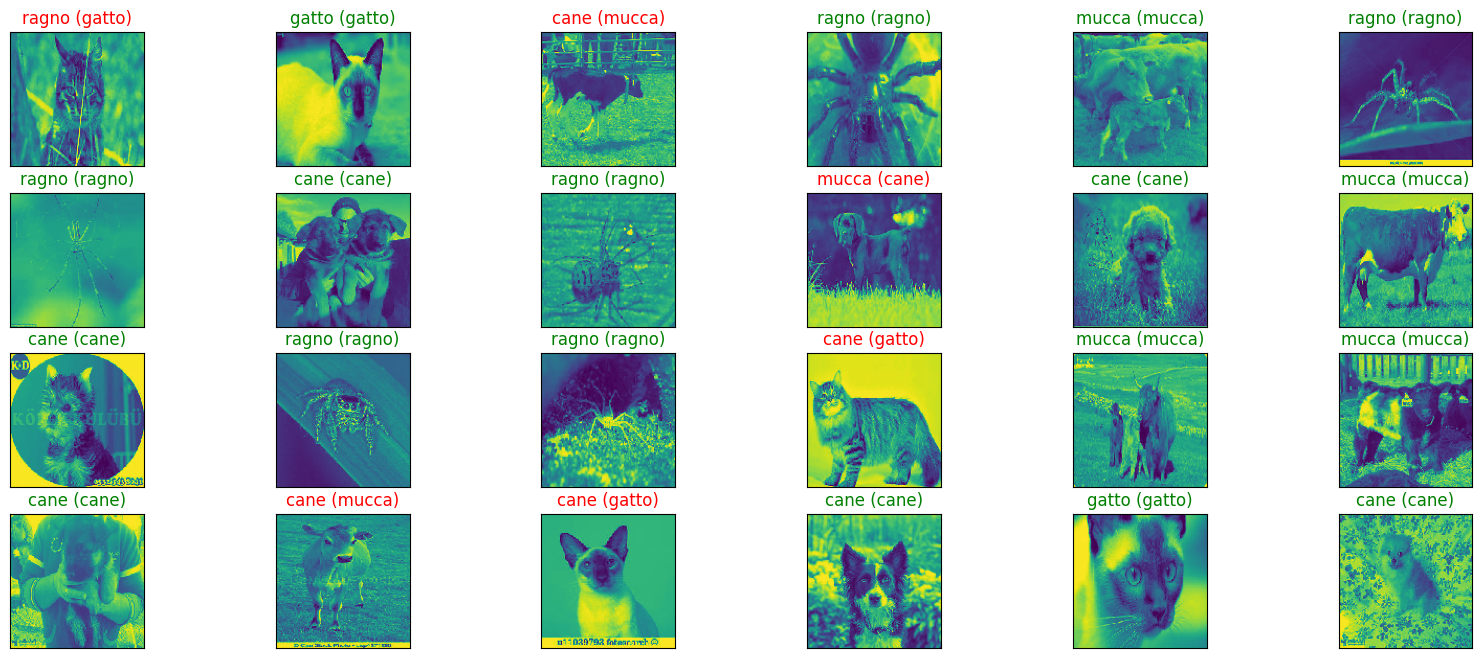 ragno (gatto)
gatto (gatto)
cane (mucca)
ragno (ragno)
mucca (mucca)
ragno (ragno)
ragno (ragno)
cane (cane)
ragno (ragno)
mucca (cane)
cane (cane)
mucca (mucca)
cane (cane)
ragno (ragno)
ragno (ragno)
cane (gatto)
mucca (mucca)
mucca (mucca)
K•D
cane (cane)
cane (mucca)
cane (gatto)
cane (cane)
gatto (gatto)
cane (cane)
u11039793 fotosearch ©